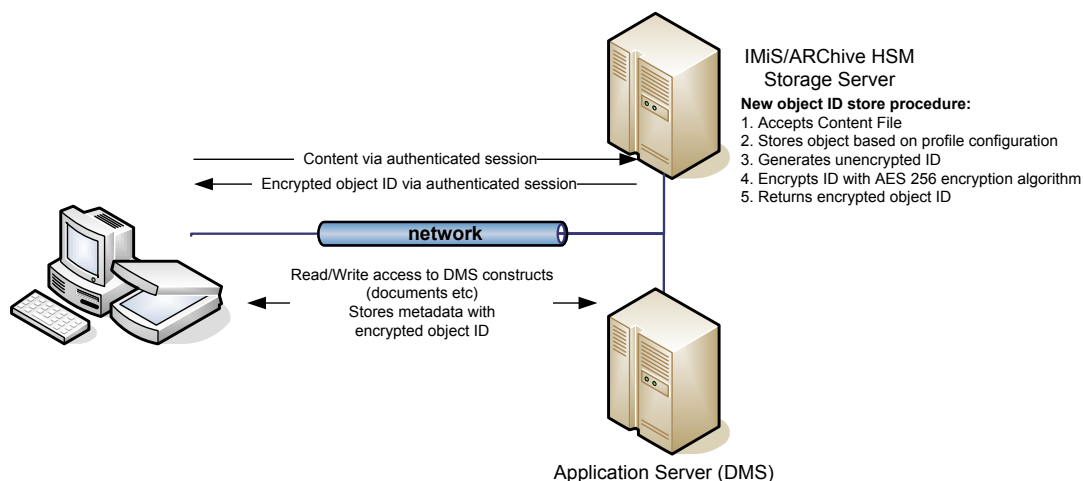 IMiS/ARChive HSM
Storage Server
New object ID store procedure:
1. Accepts Content File
2. Stores object based on profile configuration
3. Generates unencrypted ID
4. Encrypts ID with AES 256 encryption algorithm
5. Returns encrypted object ID
Content via authenticated session
Encrypted object ID via authenticated session
network
Read/Write access to DMS constructs
(documents etc)
Stores metadata with
encrypted object ID
Application Server (DMS)